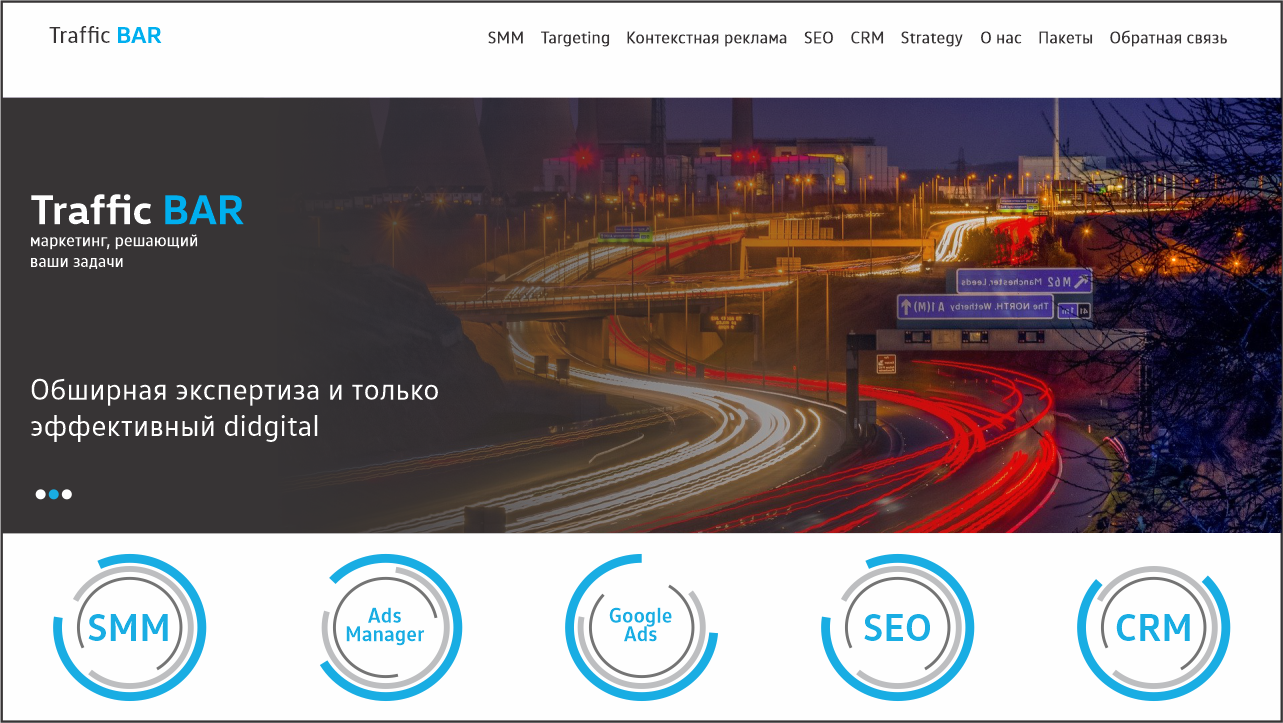 Traffic BAR
SMM Targeting Контекстная реклама SEO CRM Strategy О нас Пакеты Обратная связь
Traffic BAR
маркетинг, решающий
ваши задачи
M62 Manchester, Leeds
The NORTH, Wetherby A1(M)
Обширная экспертиза и только
эффективный didgital
SMM
Ads
Manager
Google
Ads
SEO
CRM